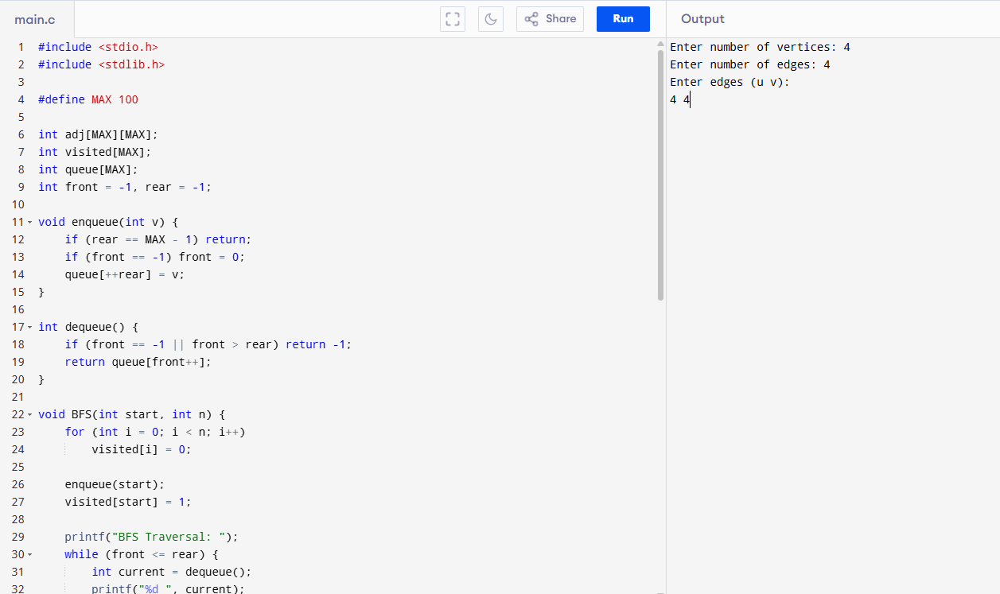 main.c
Share
Run
Output
1 #include <stdio.h>
2 #include <stdlib.h>
3
4 #define MAX 100
5
6 int adj[MAX][MAX];
7 int visited[MAX];
8 int queue[MAX];
9 int front = -1, rear = -1;
10
11 void enqueue(int v) {
12     if (rear == MAX - 1) return;
13     if (front == -1) front = 0;
14     queue[++rear] = v;
15 }
16
17 int dequeue() {
18     if (front == -1 || front > rear) return -1;
19     return queue[front++];
20 }
21
22 void BFS(int start, int n) {
23     for (int i = 0; i < n; i++)
24         visited[i] = 0;
25
26     enqueue(start);
27     visited[start] = 1;
28
29     printf("BFS Traversal: ");
30     while (front <= rear) {
31         int current = dequeue();
32         printf("%d ", current);
Enter number of vertices: 4
Enter number of edges: 4
Enter edges (u v):
4 4